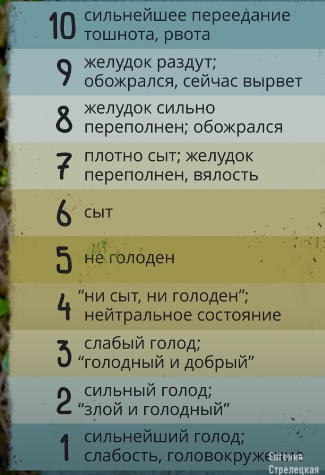 10 сильнейшее переедание
тошнота, рвота
9 желудок раздут;
обожрался, сейчас вырвет
8 желудок сильно
переполнен; обожрался
7 плотно сыт; желудок
переполнен, вялость
6 сыт
5 не голоден
4 “ни сыт, ни голоден”;
нейтральное состояние
3 слабый голод;
“голодный и добрый”
2 сильный голод;
“злой и голодный”
1 сильнейший голод;
слабость, головокружение
Евгения
Стрелецкая